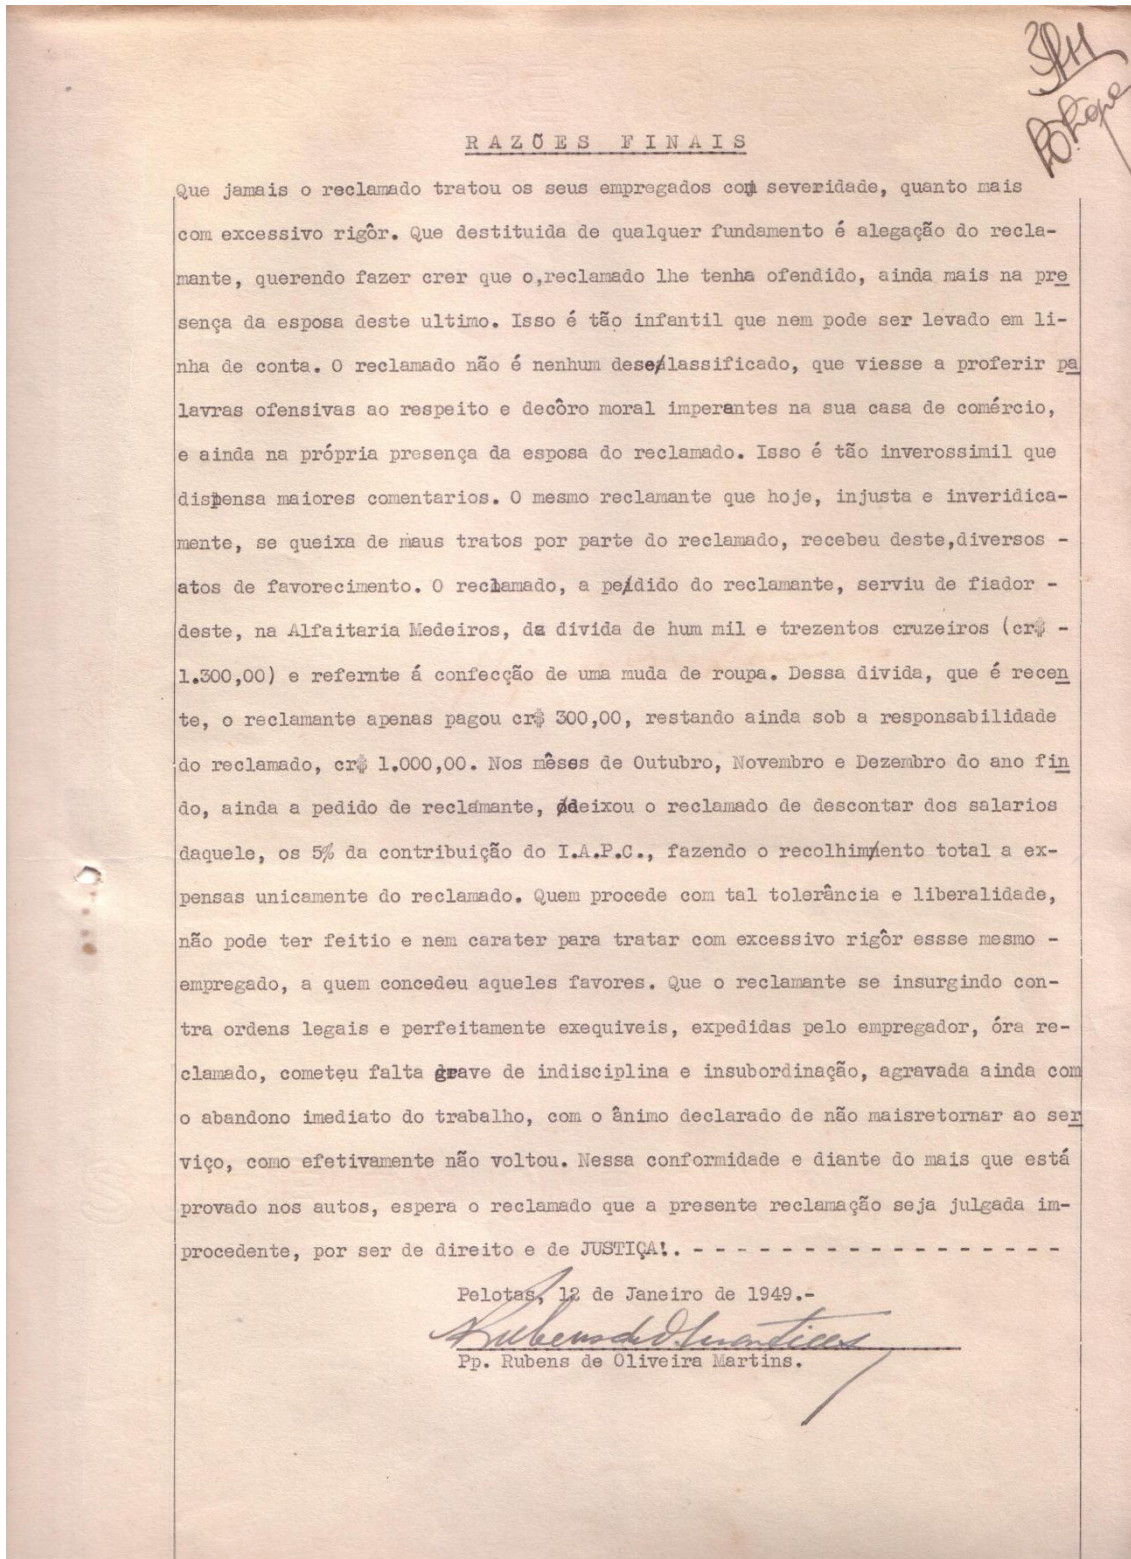 RAZÕES FINAIS
Que jamais o reclamado tratou os seus empregados com severidade, quanto mais
com excessivo rigôr. Que destituida de qualquer fundamento é alegação do recla-
mante, querendo fazer crer que o,reclamado lhe tenha ofendido, ainda mais na pre
sença da esposa deste ultimo. Isso é tão infantil que nem pode ser levado em li-
nha de conta. O reclamado não é nenhum desclassificado, que viesse a proferir pa
lavras ofensivas ao respeito e decôro moral imperantes na sua casa de comércio,
e ainda na própria presença da esposa do reclamado. Isso é tão inverossimil que
dispensa maiores comentarios. O mesmo reclamante que hoje, injusta e inveridica-
mente, se queixa de maus tratos por parte do reclamado, recebeu deste,diversos -
atos de favorecimento. O reclamado, a pedido do reclamante, serviu de fiador -
deste, na Alfaitaria Medeiros, da divida de hum mil e trezentos cruzeiros (cr$ -
1.300,00) e refernte á confecção de uma muda de roupa. Dessa divida, que é recen
te, o reclamante apenas pagou cr$ 300,00, restando ainda sob a responsabilidade
do reclamado, cr$ 1.000,00. Nos mêses de Outubro, Novembro e Dezembro do ano fin
do, ainda a pedido de reclamante, deixou o reclamado de descontar dos salarios
daquele, os 5% da contribuição do I.A.P.C., fazendo o recolhimento total a ex-
pensas unicamente do reclamado. Quem procede com tal tolerância e liberalidade,
não pode ter feitio e nem carater para tratar com excessivo rigôr essse mesmo -
empregado, a quem concedeu aqueles favores. Que o reclamante se insurgindo con-
tra ordens legais e perfeitamente exequiveis, expedidas pelo empregador, óra re-
clamado, cometeu falta grave de indisciplina e insubordinação, agravada ainda com
o abandono imediato do trabalho, com o ânimo declarado de não maisretornar ao ser
viço, como efetivamente não voltou. Nessa conformidade e diante do mais que está
provado nos autos, espera o reclamado que a presente reclamação seja julgada im-
procedente, por ser de direito e de JUSTIÇA!. - - - - - - - - - - - - - - - - - -
Pelotas, 12 de Janeiro de 1949.-
Rubens de O. Martins
Pp. Rubens de Oliveira Martins.